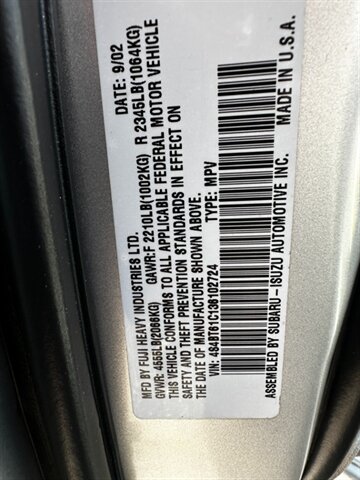 MFD BY FUJI HEAVY INDUSTRIES LTD. DATE: 9/02
GVWR: 4555LB(2066KG) GAWR:F 2210LB(1002KG) R 2345LB(1064KG)
THIS VEHICLE CONFORMS TO ALL APPLICABLE FEDERAL MOTOR VEHICLE
SAFETY AND THEFT PREVENTION STANDARDS IN EFFECT ON
THE DATE OF MANUFACTURE SHOWN ABOVE.
VIN: 4S4BT61C136102724 TYPE: MPV
ASSEMBLED BY SUBARU-ISUZU AUTOMOTIVE INC. MADE IN U.S.A.